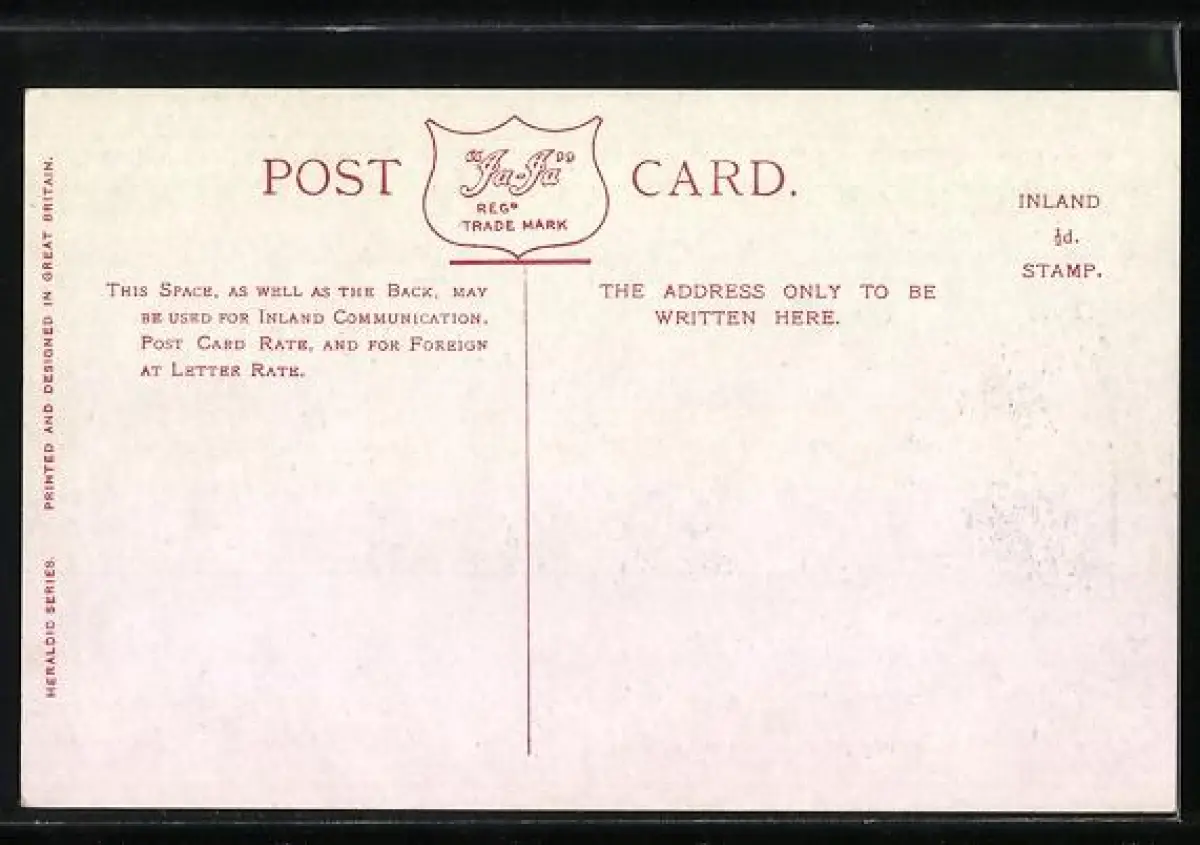 POST CARD.
"Ja-Ja"
REGD
TRADE MARK
INLAND
½d.
STAMP.
THIS SPACE, AS WELL AS THE BACK, MAY
BE USED FOR INLAND COMMUNICATION,
POST CARD RATE, AND FOR FOREIGN
AT LETTER RATE.
THE ADDRESS ONLY TO BE
WRITTEN HERE.
HERALDIC SERIES. PRINTED AND DESIGNED IN GREAT BRITAIN.